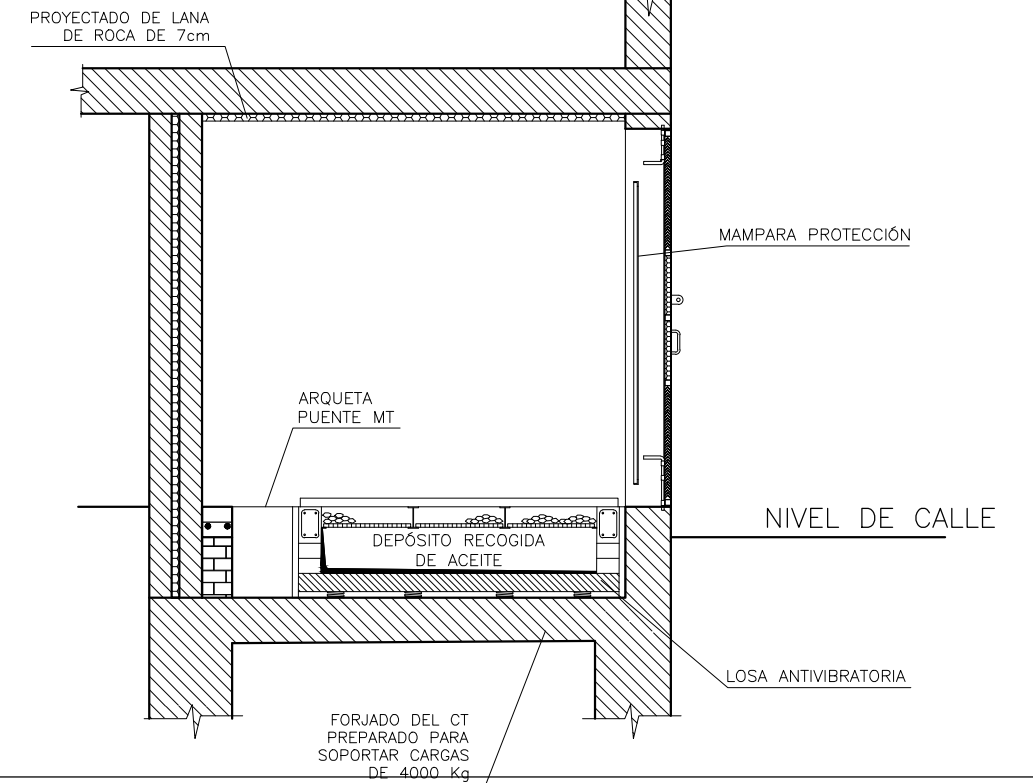 PROYECTADO DE LANA
DE ROCA DE 7cm
MAMPARA PROTECCIÓN
ARQUETA
PUENTE MT
NIVEL DE CALLE
DEPÓSITO RECOGIDA
DE ACEITE
LOSA ANTIVIBRATORIA
FORJADO DEL CT
PREPARADO PARA
SOPORTAR CARGAS
DE 4000 Kg